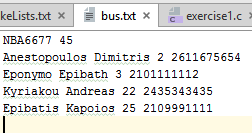 keLists.txt bus.txt exercise1.c
NBA6677 45
Anestopoulos Dimitris 2 2611675654
Eponymo Epibath 3 2101111112
Kyriakou Andreas 22 2435343435
Epibatis Kapoios 25 2109991111